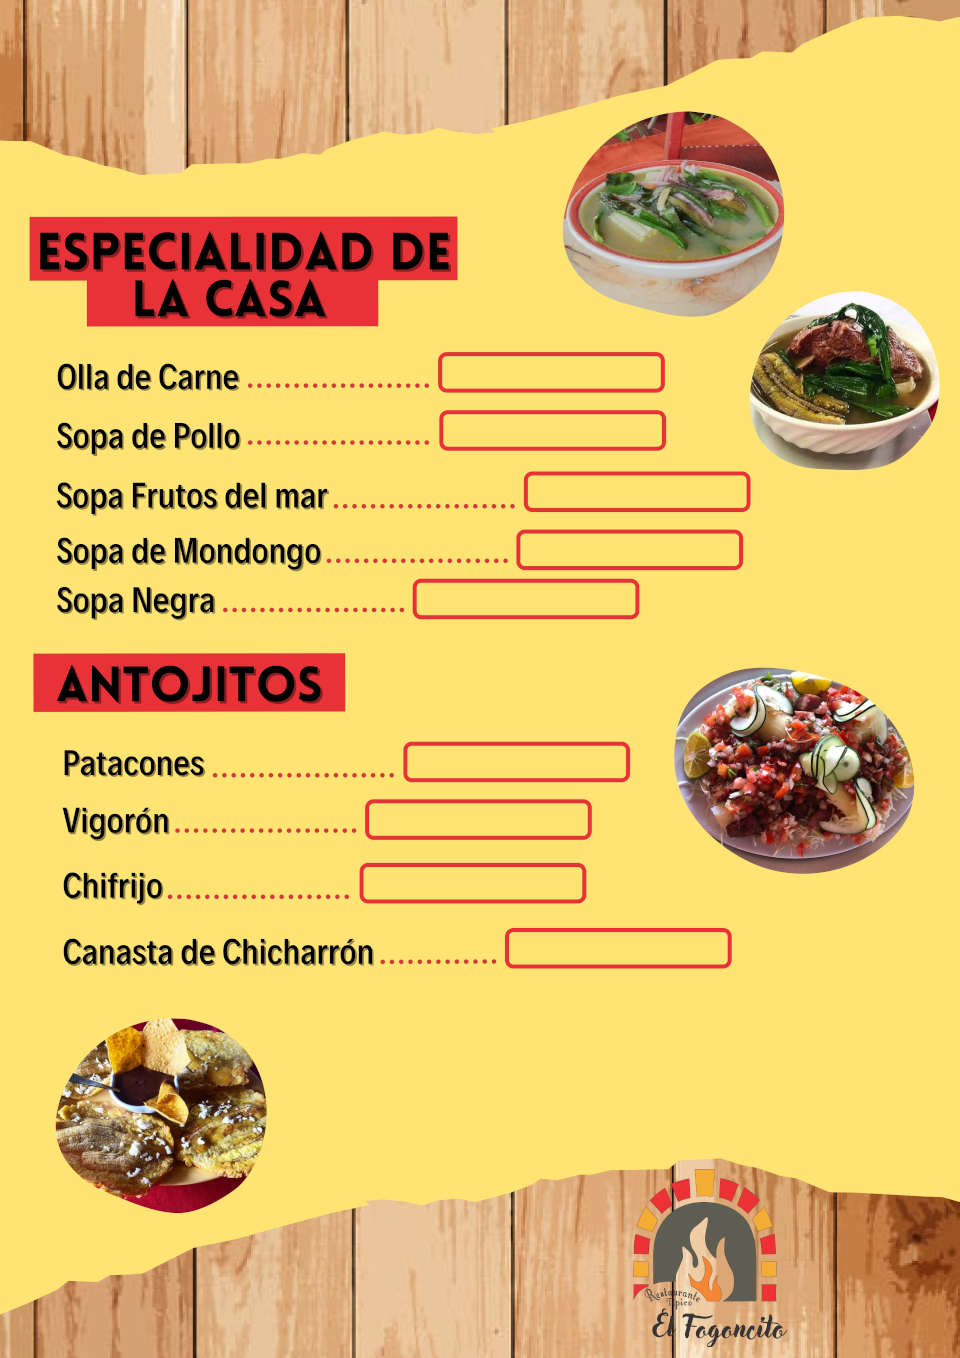 ESPECIALIDAD DE
LA CASA
Olla de Carne ....................
Sopa de Pollo ....................
Sopa Frutos del mar ....................
Sopa de Mondongo ....................
Sopa Negra ....................
ANTOJITOS
Patacones ....................
Vigorón ....................
Chifrijo ....................
Canasta de Chicharrón .............
Restaurante
Típico
El Fogoncito